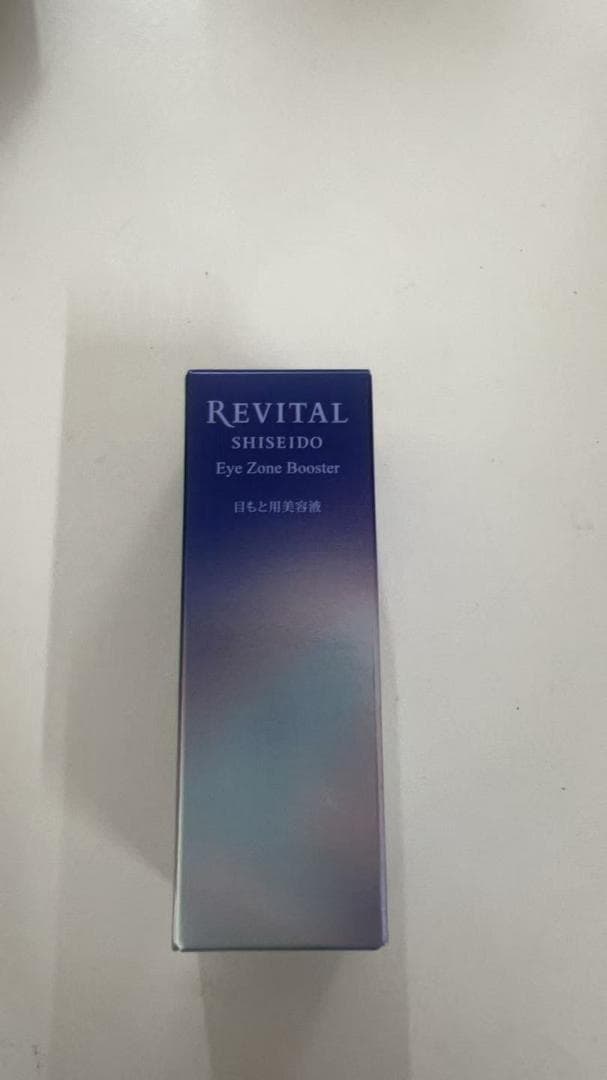 REVITAL
SHISEIDO
Eye Zone Booster
目もと用美容液